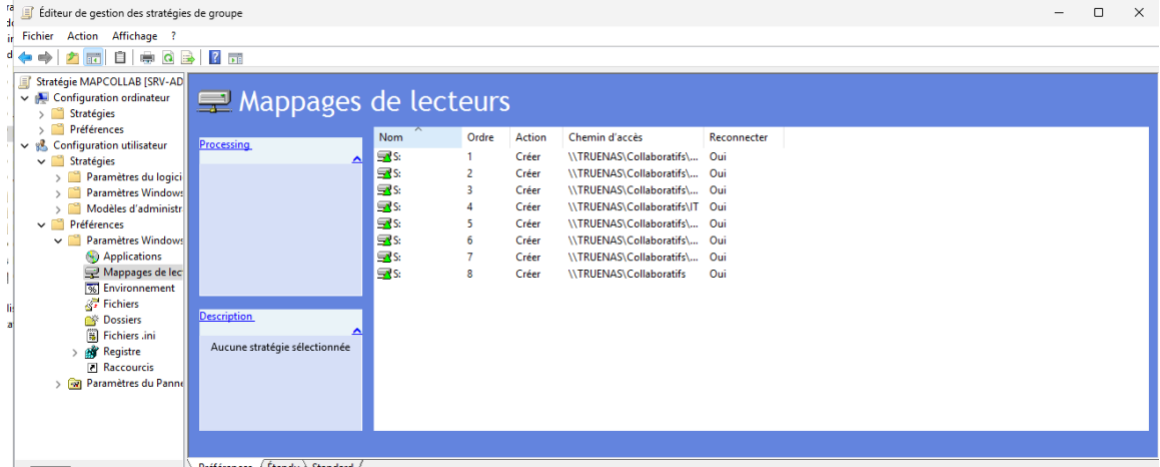 Éditeur de gestion des stratégies de groupe
Fichier Action Affichage ?
Stratégie MAPCOLLAB [SRV-AD
Configuration ordinateur
Stratégies
Préférences
Configuration utilisateur
Stratégies
Paramètres du logici
Paramètres Windows
Modèles d'administr
Préférences
Paramètres Windows
Applications
Mappages de lec
Environnement
Fichiers
Dossiers
Fichiers .ini
Registre
Raccourcis
Paramètres du Panne
Mappages de lecteurs
Processing
Description
Aucune stratégie sélectionnée
Nom Ordre Action Chemin d'accès Reconnecter
S: 1 Créer \\TRUENAS\Collaboratifs\... Oui
S: 2 Créer \\TRUENAS\Collaboratifs\... Oui
S: 3 Créer \\TRUENAS\Collaboratifs\... Oui
S: 4 Créer \\TRUENAS\Collaboratifs\IT Oui
S: 5 Créer \\TRUENAS\Collaboratifs\... Oui
S: 6 Créer \\TRUENAS\Collaboratifs\... Oui
S: 7 Créer \\TRUENAS\Collaboratifs\... Oui
S: 8 Créer \\TRUENAS\Collaboratifs Oui
Préférences Étendu Standard